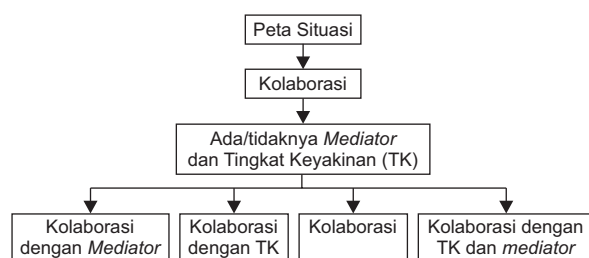 Peta Situasi
Kolaborasi
Ada/tidaknya Mediator
dan Tingkat Keyakinan (TK)
Kolaborasi
dengan Mediator
Kolaborasi
dengan TK
Kolaborasi
Kolaborasi dengan
TK dan mediator